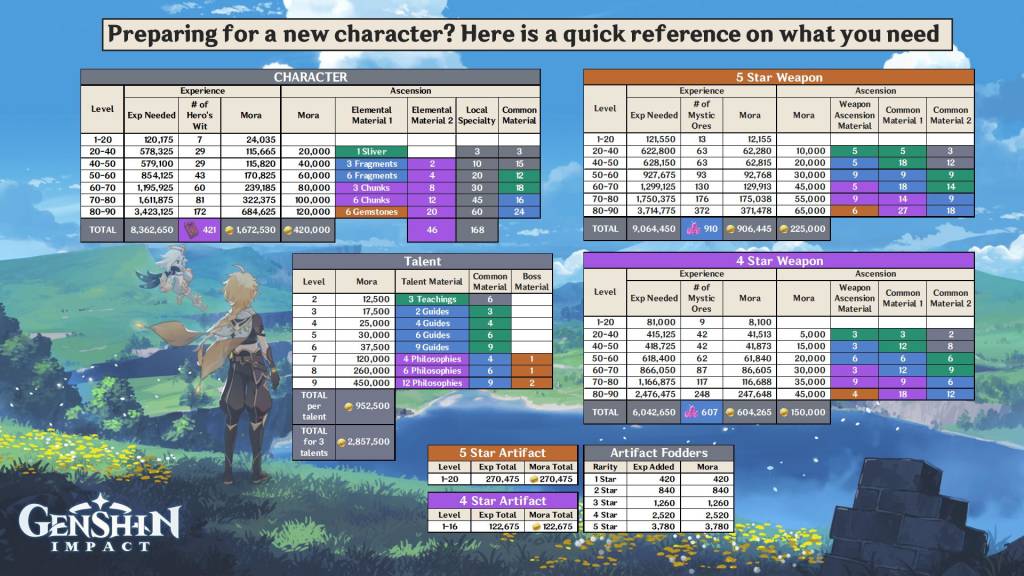 Preparing for a new character? Here is a quick reference on what you need
CHARACTER
Level Experience Ascension
Exp Needed # of Hero's Wit Mora Mora Elemental Material 1 Elemental Material 2 Local Specialty Common Material
1-20 120,175 7 24,035
20-40 578,325 29 115,665 20,000 1 Sliver 3 3
40-50 579,100 29 115,820 40,000 3 Fragments 2 10 15
50-60 854,125 43 170,825 60,000 6 Fragments 4 20 12
60-70 1,195,925 60 239,185 80,000 3 Chunks 8 30 18
70-80 1,611,875 81 322,375 100,000 6 Chunks 12 45 16
80-90 3,423,125 172 684,625 120,000 6 Gemstones 20 60 24
TOTAL 8,362,650 421 1,672,530 420,000 46 168
5 Star Weapon
Level Experience Ascension
Exp Needed # of Mystic Ores Mora Mora Weapon Ascension Material Common Material 1 Common Material 2
1-20 121,550 13 12,155
20-40 622,800 63 62,280 10,000 5 5 3
40-50 628,150 63 62,815 20,000 5 18 12
50-60 927,675 93 92,768 30,000 9 9 9
60-70 1,299,125 130 129,913 45,000 5 18 14
70-80 1,750,375 176 175,038 55,000 9 14 9
80-90 3,714,775 372 371,478 65,000 6 27 18
TOTAL 9,064,450 910 906,445 225,000
Talent
Level Mora Talent Material Common Material Boss Material
2 12,500 3 Teachings 6
3 17,500 2 Guides 3
4 25,000 4 Guides 4
5 30,000 6 Guides 6
6 37,500 9 Guides 9
7 120,000 4 Philosophies 4 1
8 260,000 6 Philosophies 6 1
9 450,000 12 Philosophies 9 2
TOTAL per talent 952,500
TOTAL for 3 talents 2,857,500
4 Star Weapon
Level Experience Ascension
Exp Needed # of Mystic Ores Mora Mora Weapon Ascension Material Common Material 1 Common Material 2
1-20 81,000 9 8,100
20-40 415,125 42 41,513 5,000 3 3 2
40-50 418,725 42 41,873 15,000 3 12 8
50-60 618,400 62 61,840 20,000 6 6 6
60-70 866,050 87 86,605 30,000 3 12 9
70-80 1,166,875 117 116,688 35,000 9 9 6
80-90 2,476,475 248 247,648 45,000 4 18 12
TOTAL 6,042,650 607 604,265 150,000
5 Star Artifact
Level Exp Total Mora Total
1-20 270,475 270,475
4 Star Artifact
Level Exp Total Mora Total
1-16 122,675 122,675
Artifact Fodders
Rarity Exp Added Mora
1 Star 420 420
2 Star 840 840
3 Star 1,260 1,260
4 Star 2,520 2,520
5 Star 3,780 3,780
GENSHIN
IMPACT